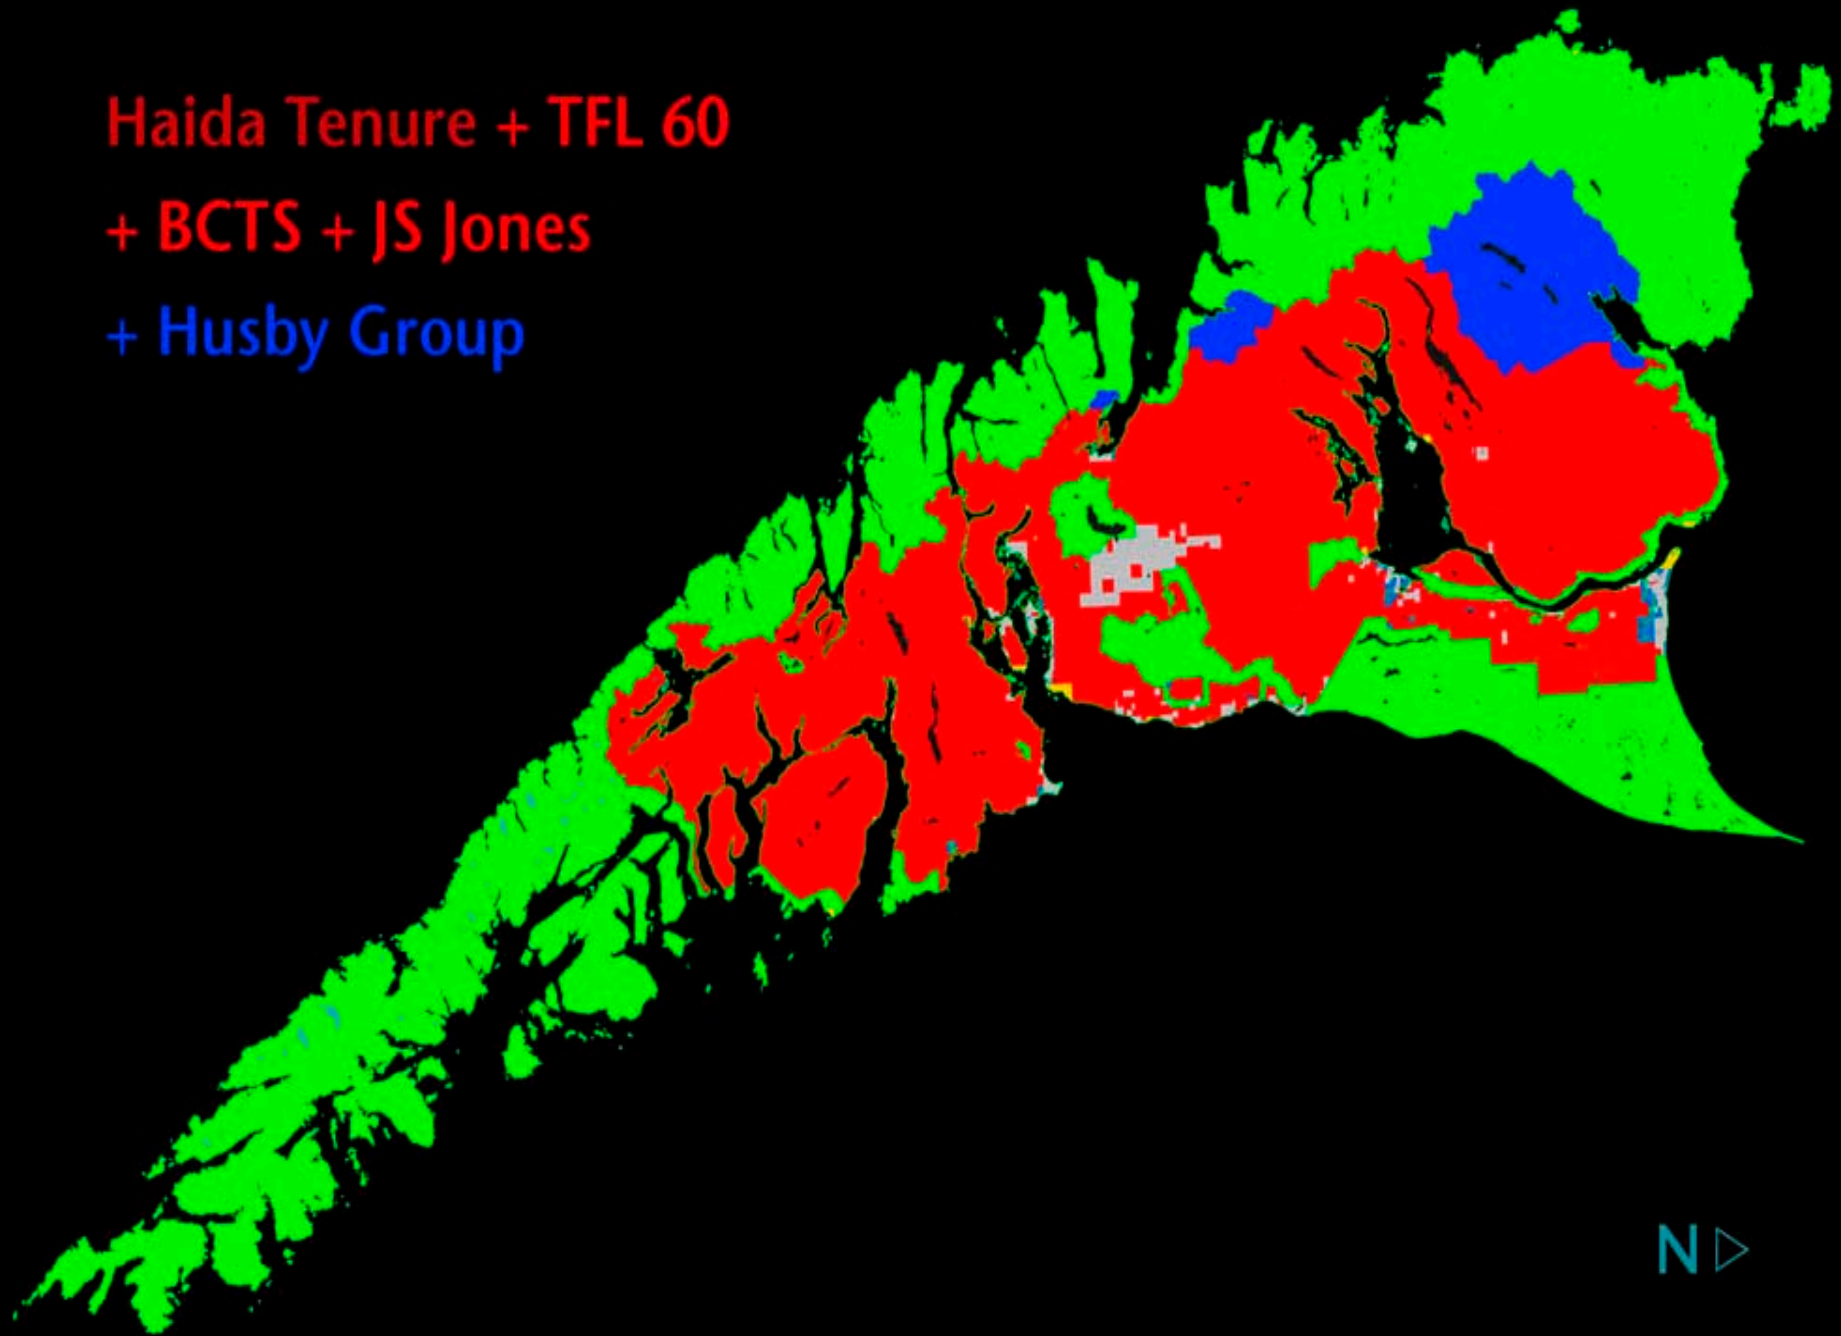 Haida Tenure + TFL 60
+ BCTS + JS Jones
+ Husby Group
N